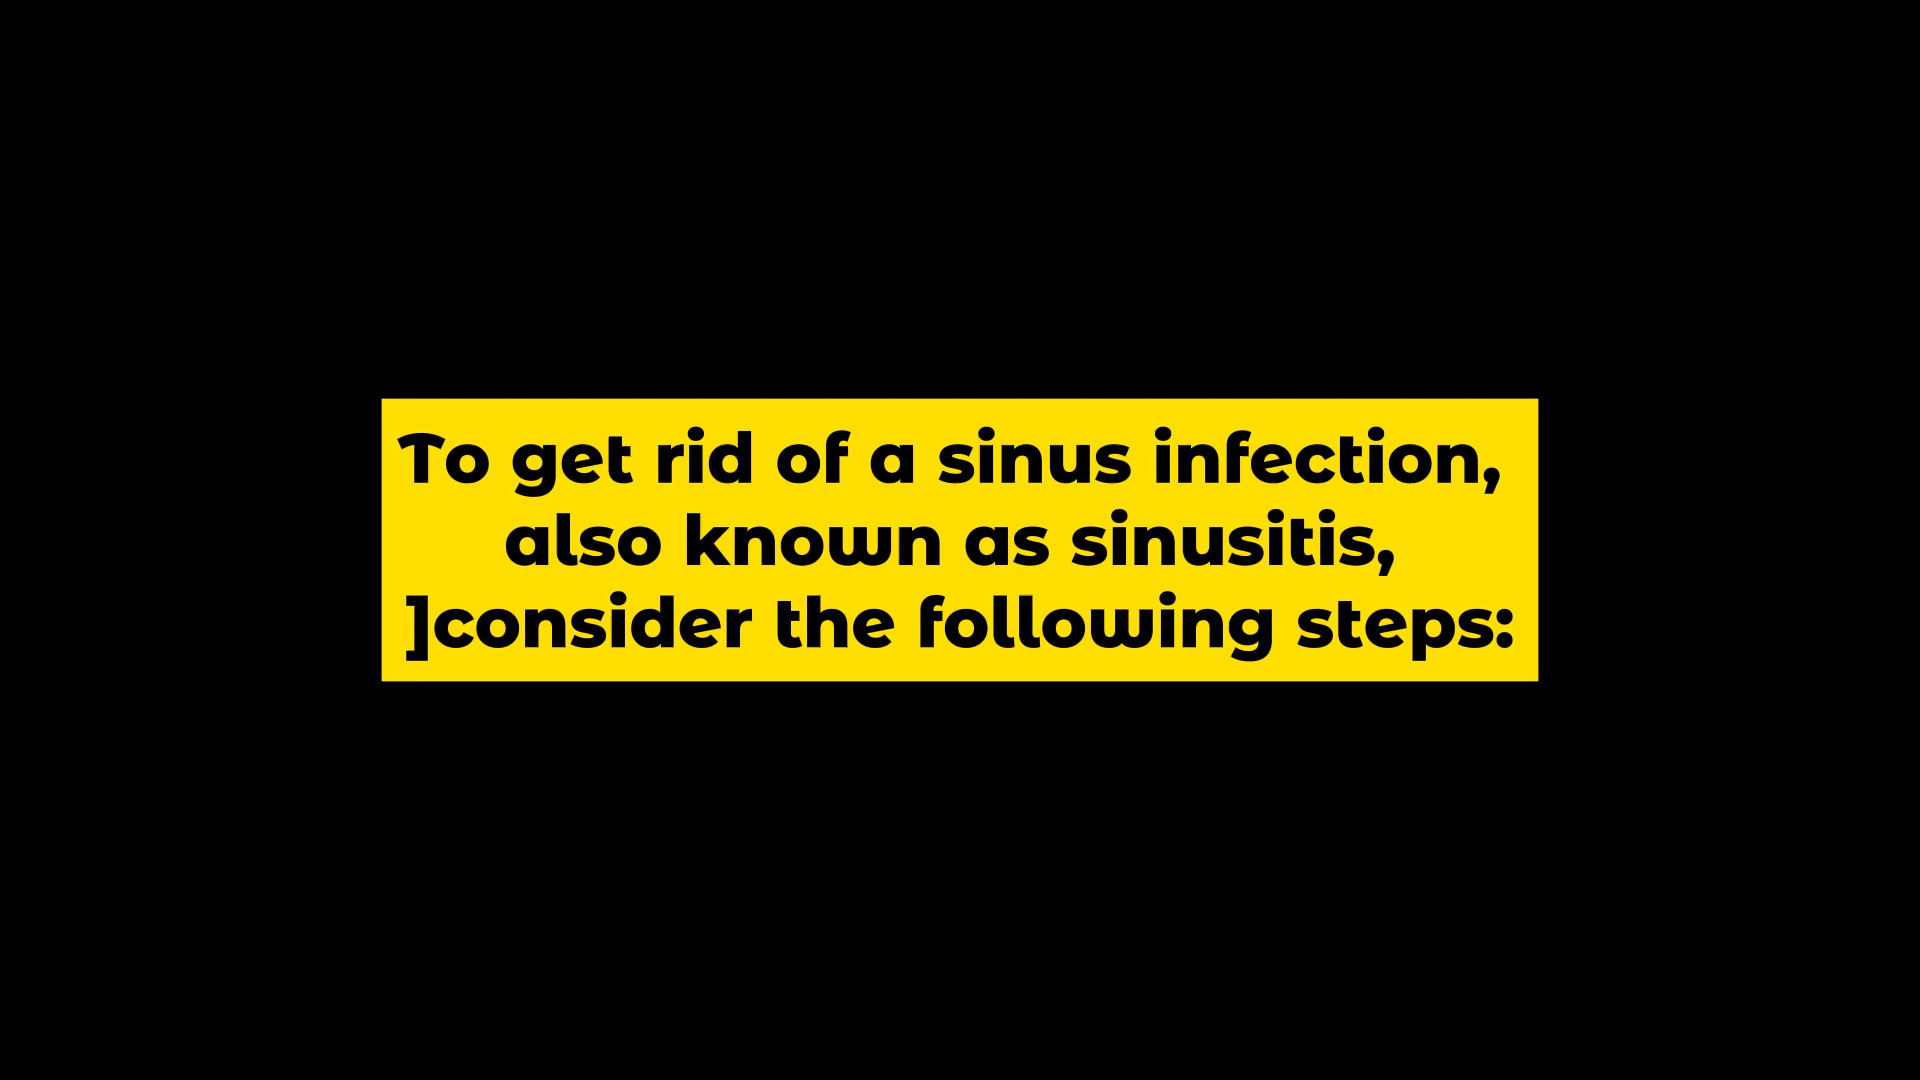 To get rid of a sinus infection,
also known as sinusitis,
]consider the following steps: